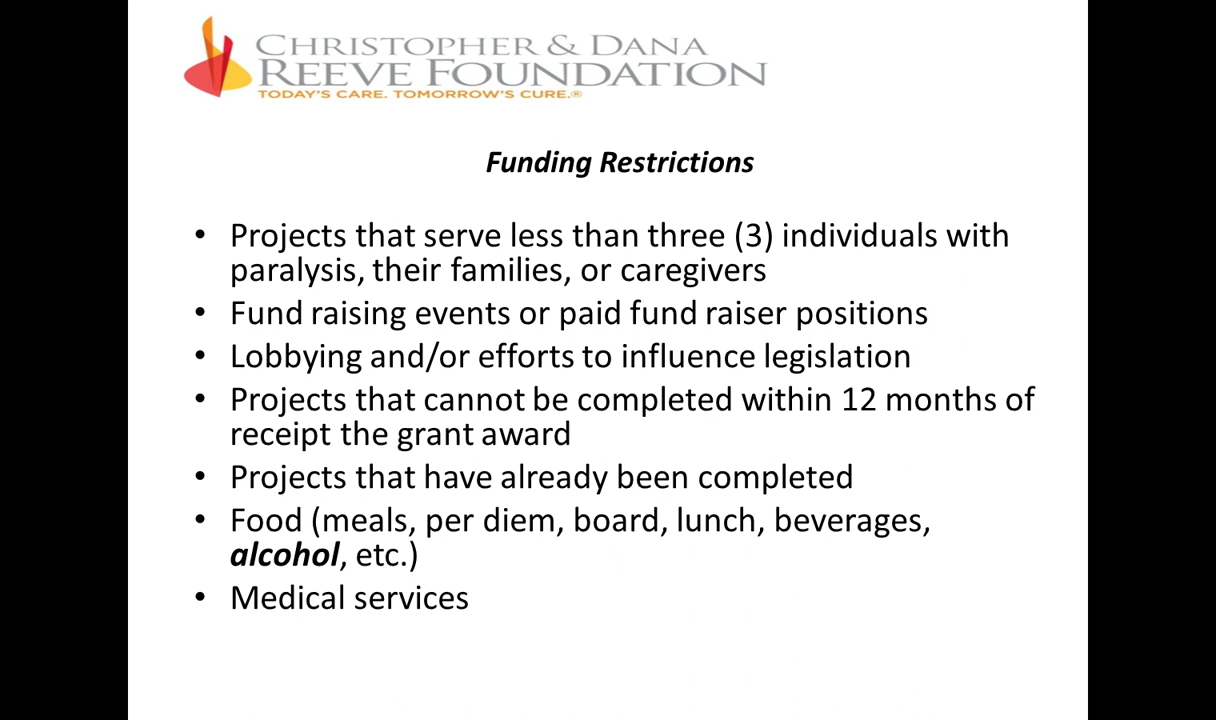 CHRISTOPHER & DANA
REEVE FOUNDATION
TODAY'S CARE. TOMORROW'S CURE.®
Funding Restrictions
• Projects that serve less than three (3) individuals with
paralysis, their families, or caregivers
• Fund raising events or paid fund raiser positions
• Lobbying and/or efforts to influence legislation
• Projects that cannot be completed within 12 months of
receipt the grant award
• Projects that have already been completed
• Food (meals, per diem, board, lunch, beverages,
alcohol, etc.)
• Medical services